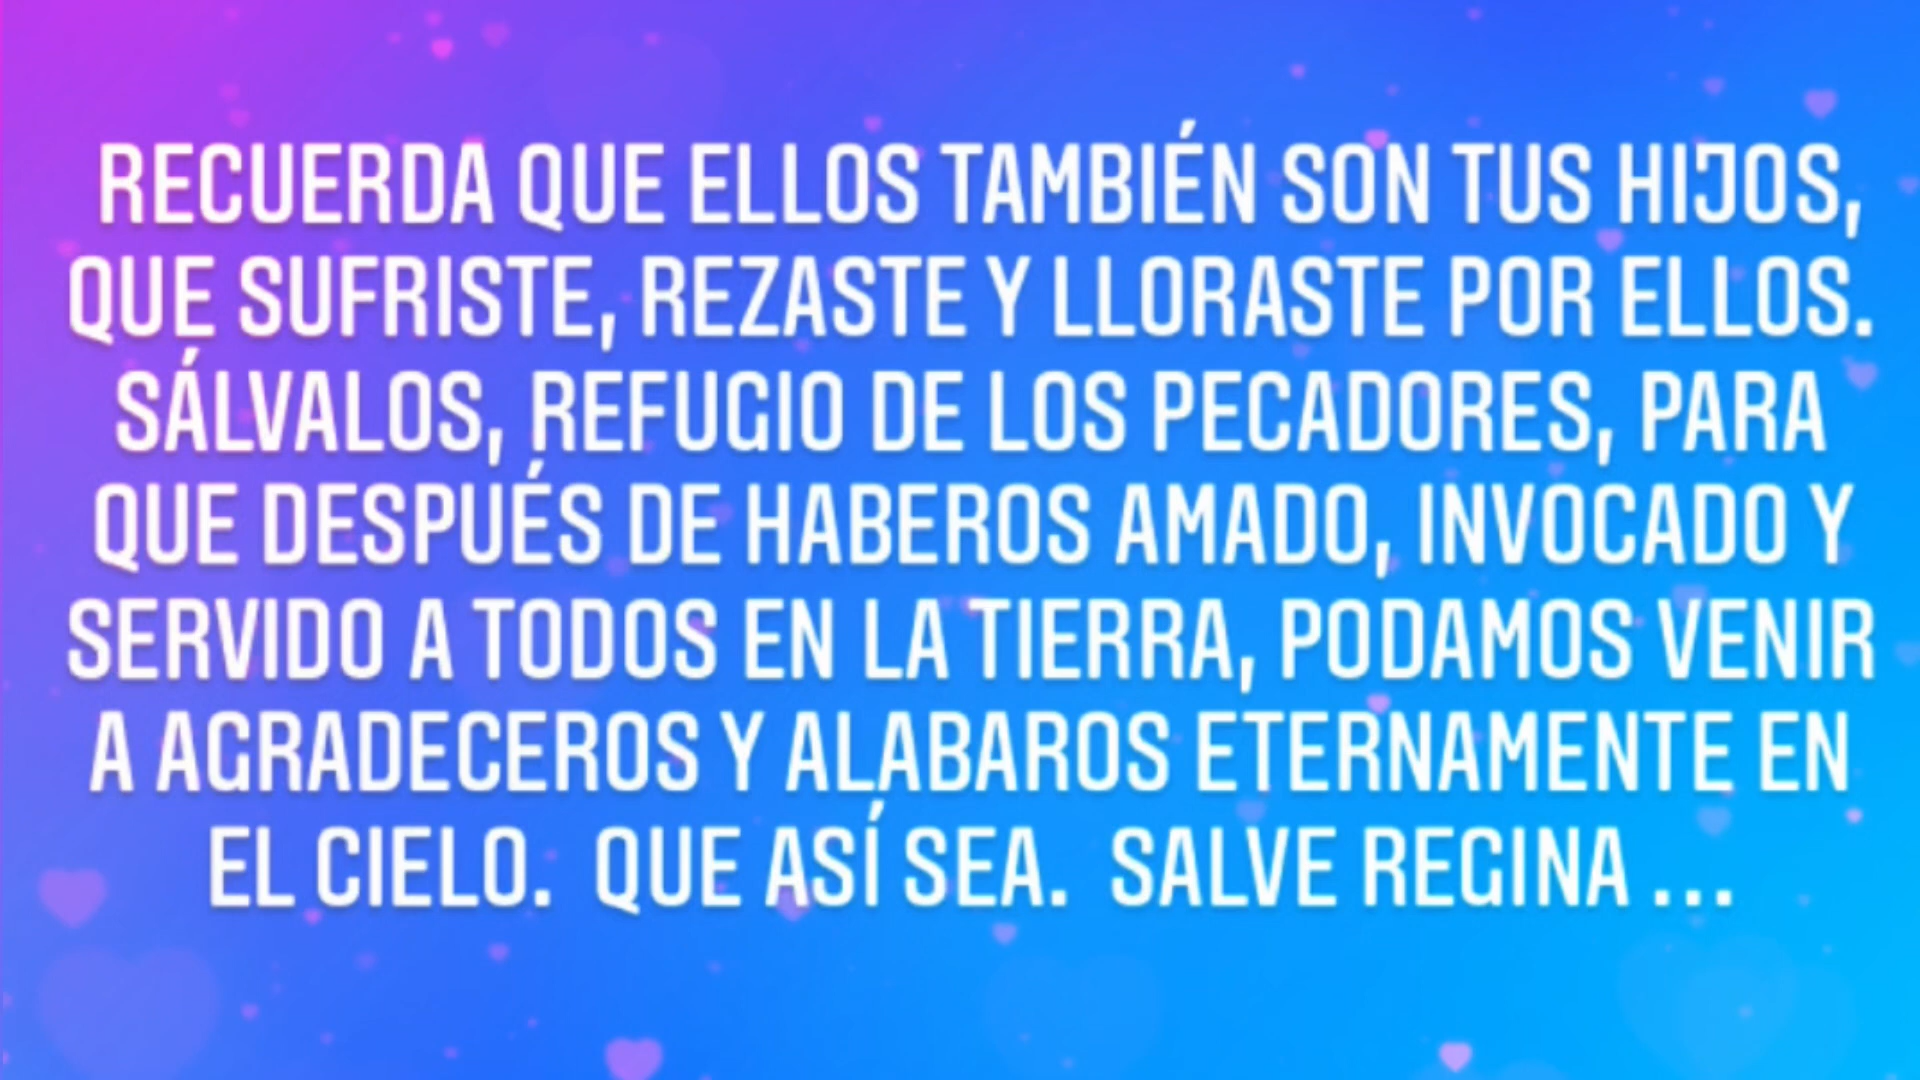 RECUERDA QUE ELLOS TAMBIÉN SON TUS HIJOS,
QUE SUFRISTE, REZASTE Y LLORASTE POR ELLOS.
SÁLVALOS, REFUGIO DE LOS PECADORES, PARA
QUE DESPUÉS DE HABEROS AMADO, INVOCADO Y
SERVIDO A TODOS EN LA TIERRA, PODAMOS VENIR
A AGRADECEROS Y ALABAROS ETERNAMENTE EN
EL CIELO. QUE ASÍ SEA. SALVE REGINA ...